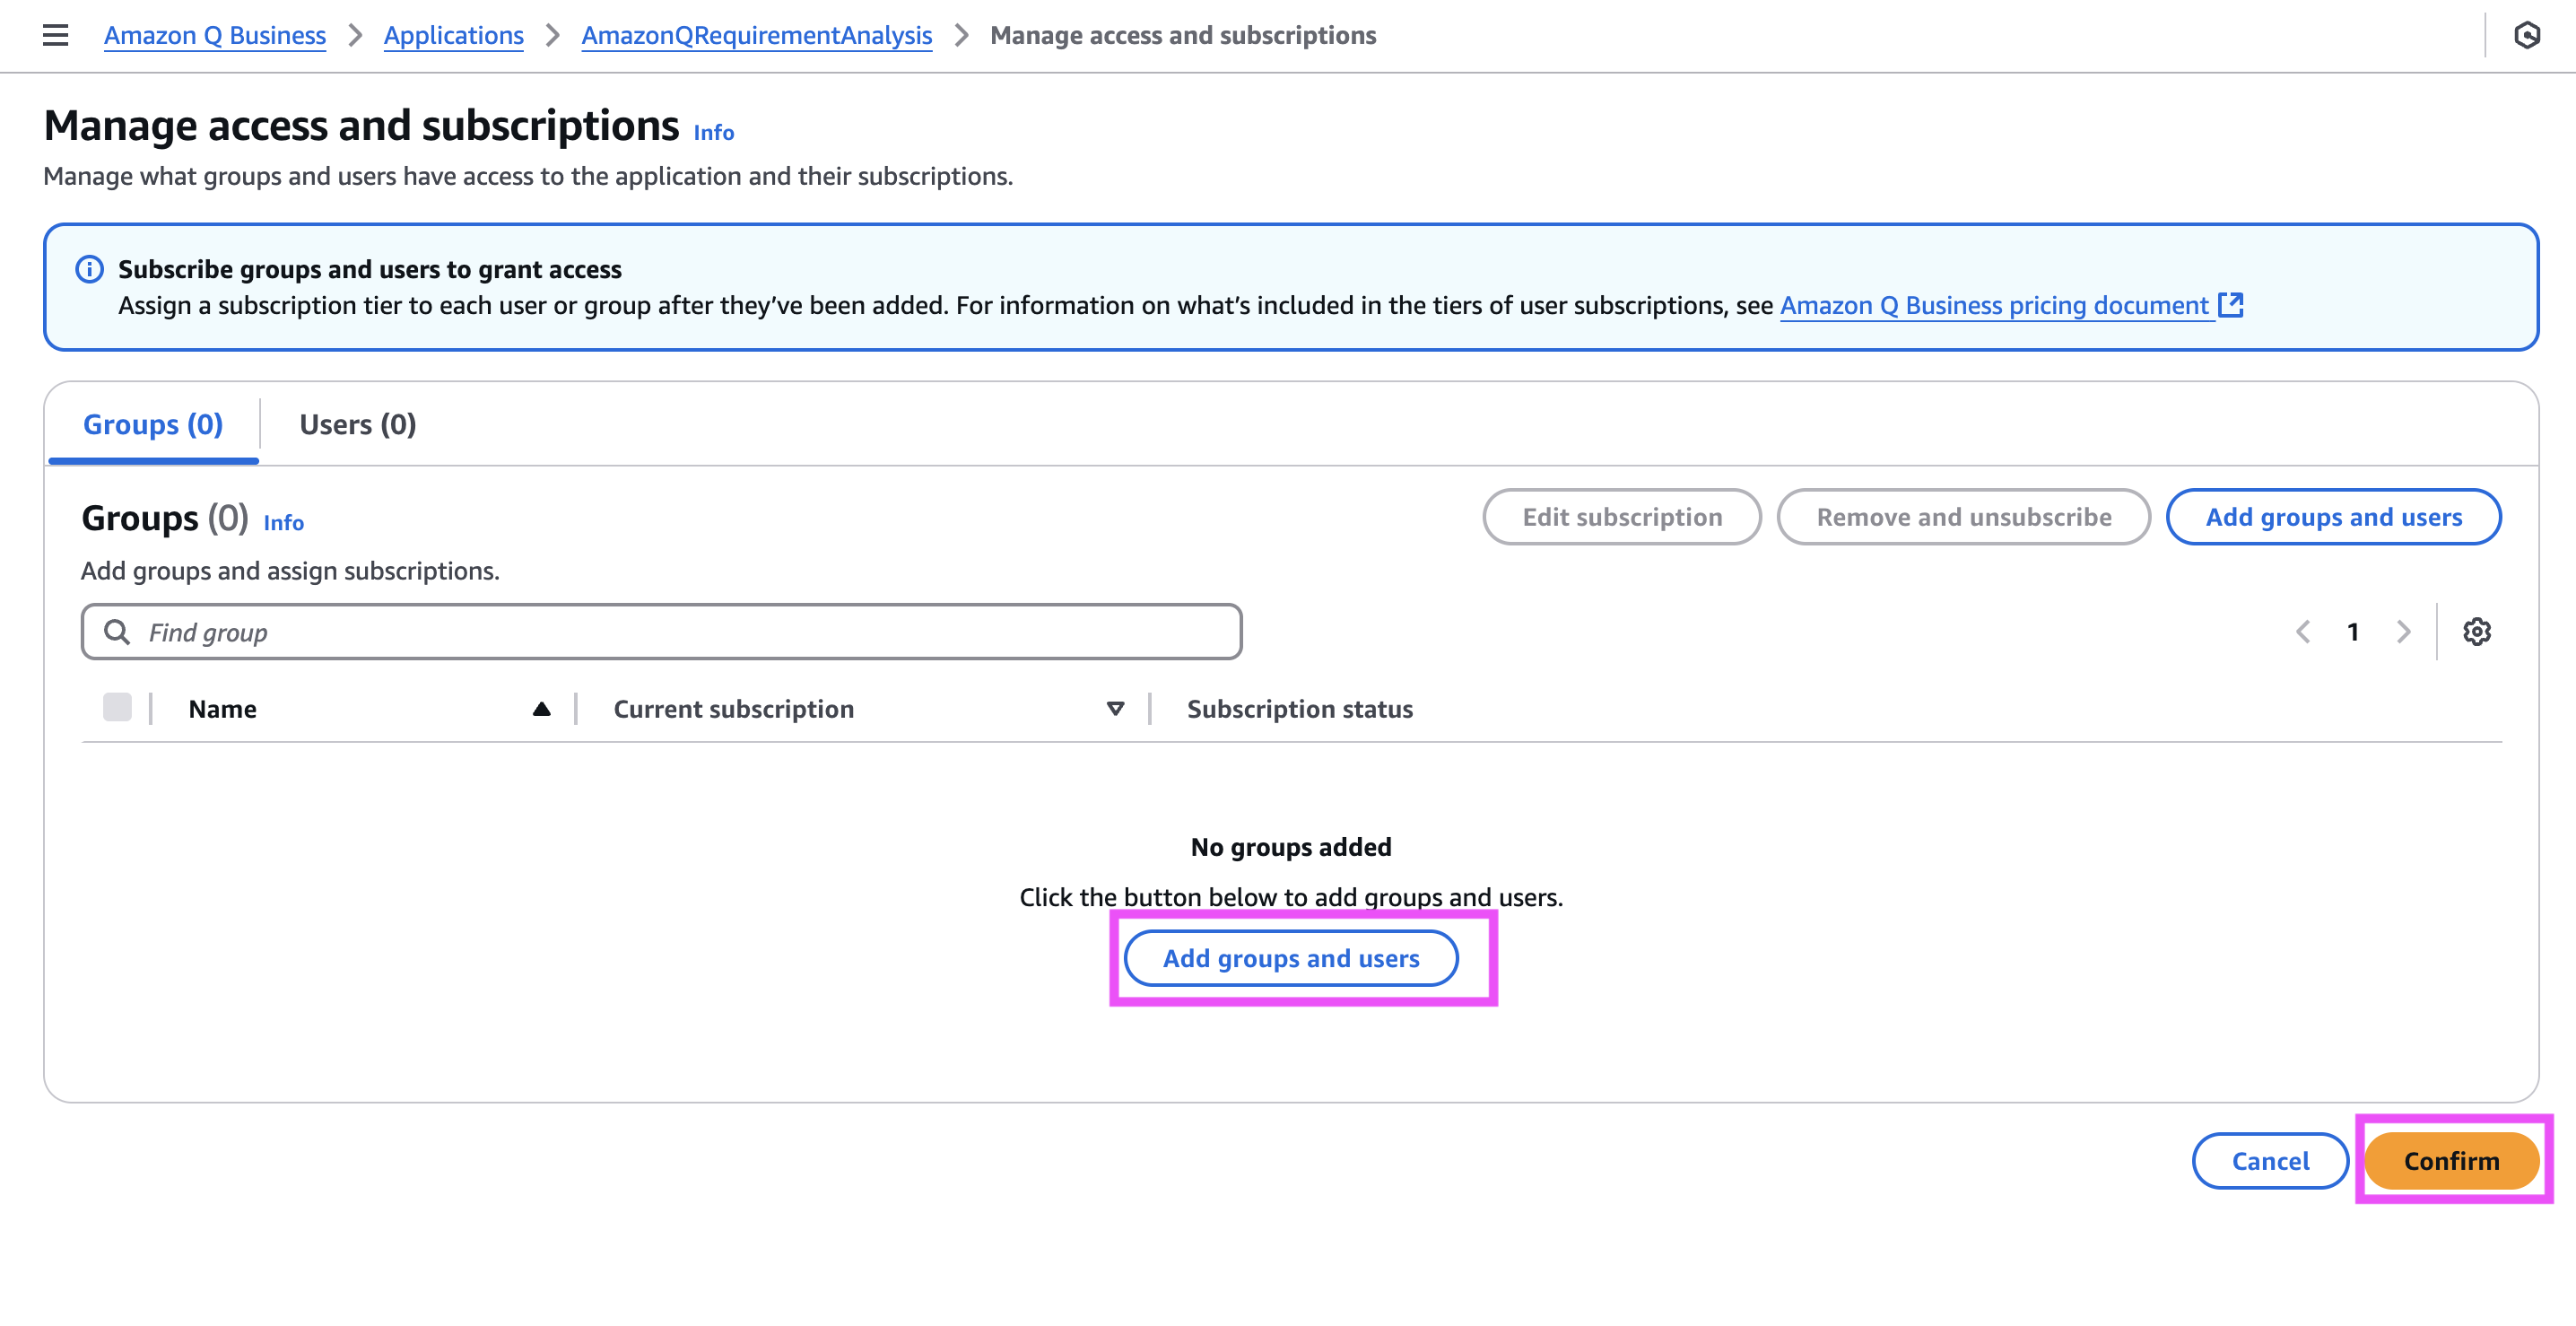 Amazon Q Business > Applications > AmazonQRequirementAnalysis > Manage access and subscriptions
Manage access and subscriptions Info
Manage what groups and users have access to the application and their subscriptions.
Subscribe groups and users to grant access
Assign a subscription tier to each user or group after they’ve been added. For information on what’s included in the tiers of user subscriptions, see Amazon Q Business pricing document
Groups (0) Users (0)
Groups (0) Info Edit subscription Remove and unsubscribe Add groups and users
Add groups and assign subscriptions.
Find group 1
Name Current subscription Subscription status
No groups added
Click the button below to add groups and users.
Add groups and users
Cancel Confirm